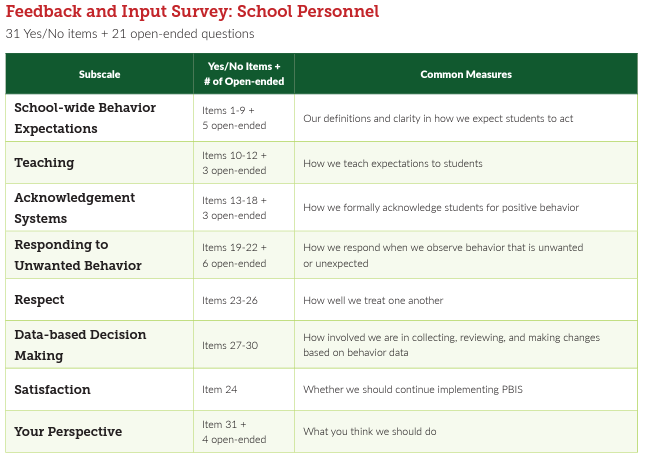 Feedback and Input Survey: School Personnel
31 Yes/No items + 21 open-ended questions
Subscale
Yes/No Items +
# of Open-ended
Common Measures
School-wide Behavior
Expectations
Items 1-9 +
5 open-ended
Our definitions and clarity in how we expect students to act
Teaching
Items 10-12 +
3 open-ended
How we teach expectations to students
Acknowledgement
Systems
Items 13-18 +
3 open-ended
How we formally acknowledge students for positive behavior
Responding to
Unwanted Behavior
Items 19-22 +
6 open-ended
How we respond when we observe behavior that is unwanted
or unexpected
Respect
Items 23-26
How well we treat one another
Data-based Decision
Making
Items 27-30
How involved we are in collecting, reviewing, and making changes
based on behavior data
Satisfaction
Item 24
Whether we should continue implementing PBIS
Your Perspective
Item 31 +
4 open-ended
What you think we should do